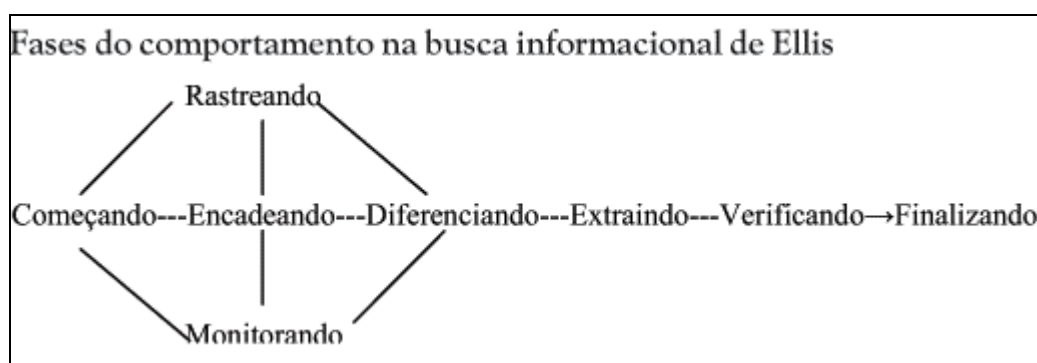 Fases do comportamento na busca informacional de Ellis
Rastreando
Começando---Encadeando---Diferenciando---Extraindo---Verificando→Finalizando
Monitorando